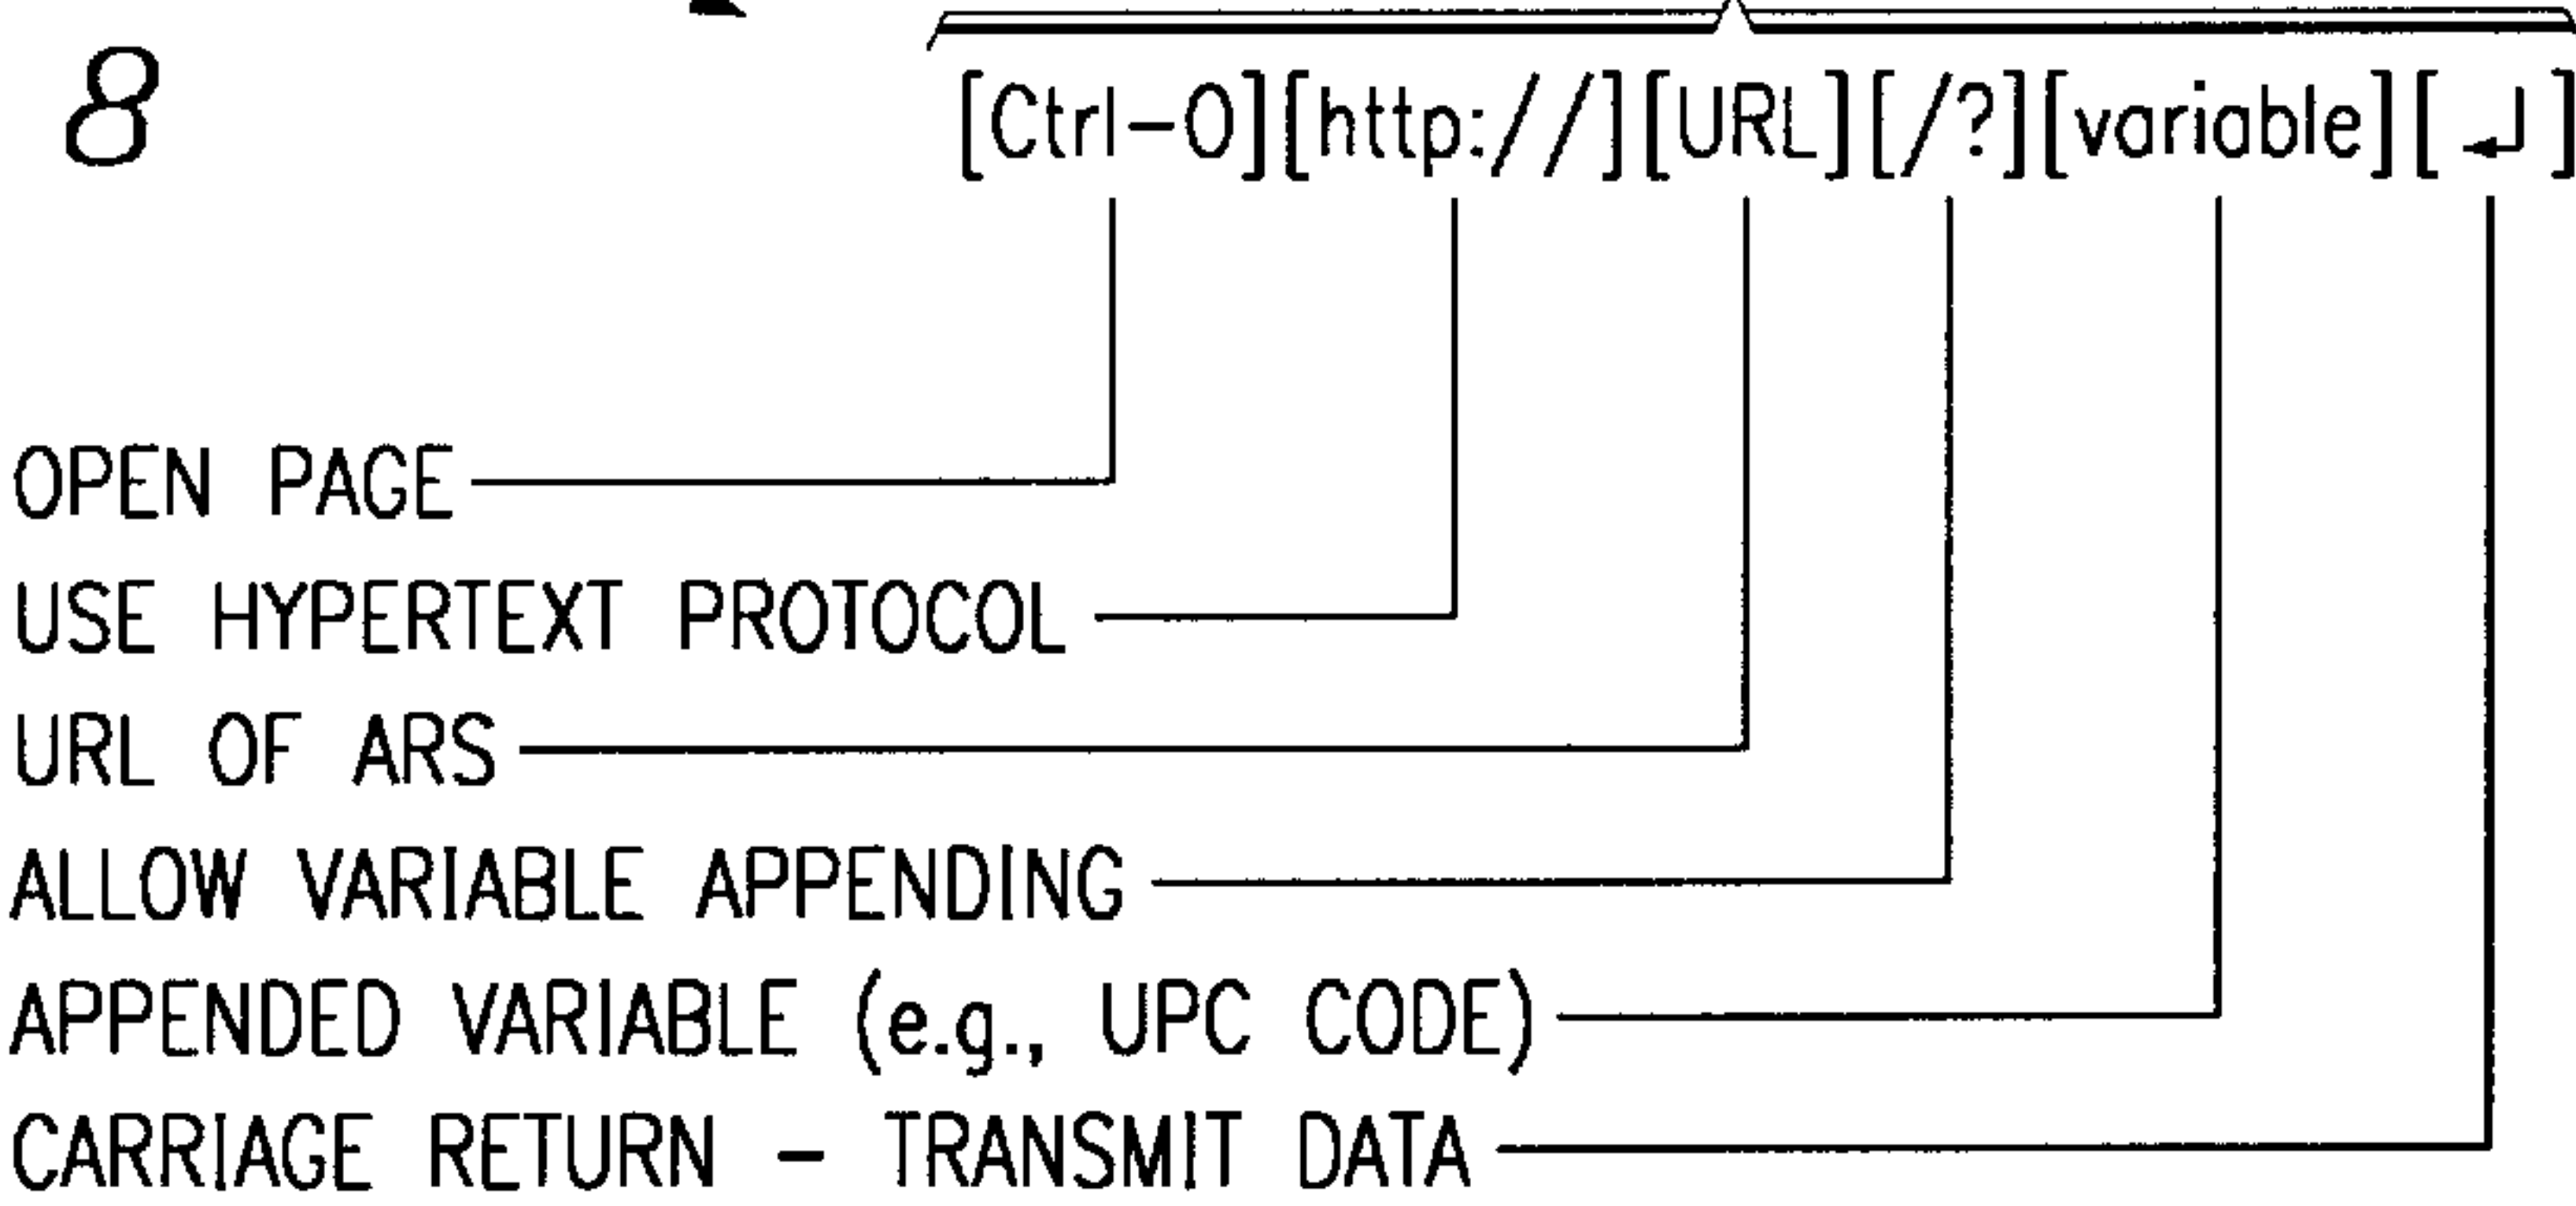 8
[Ctrl-O][http://][URL][/?][variable][↵]
OPEN PAGE
USE HYPERTEXT PROTOCOL
URL OF ARS
ALLOW VARIABLE APPENDING
APPENDED VARIABLE (e.g., UPC CODE)
CARRIAGE RETURN - TRANSMIT DATA